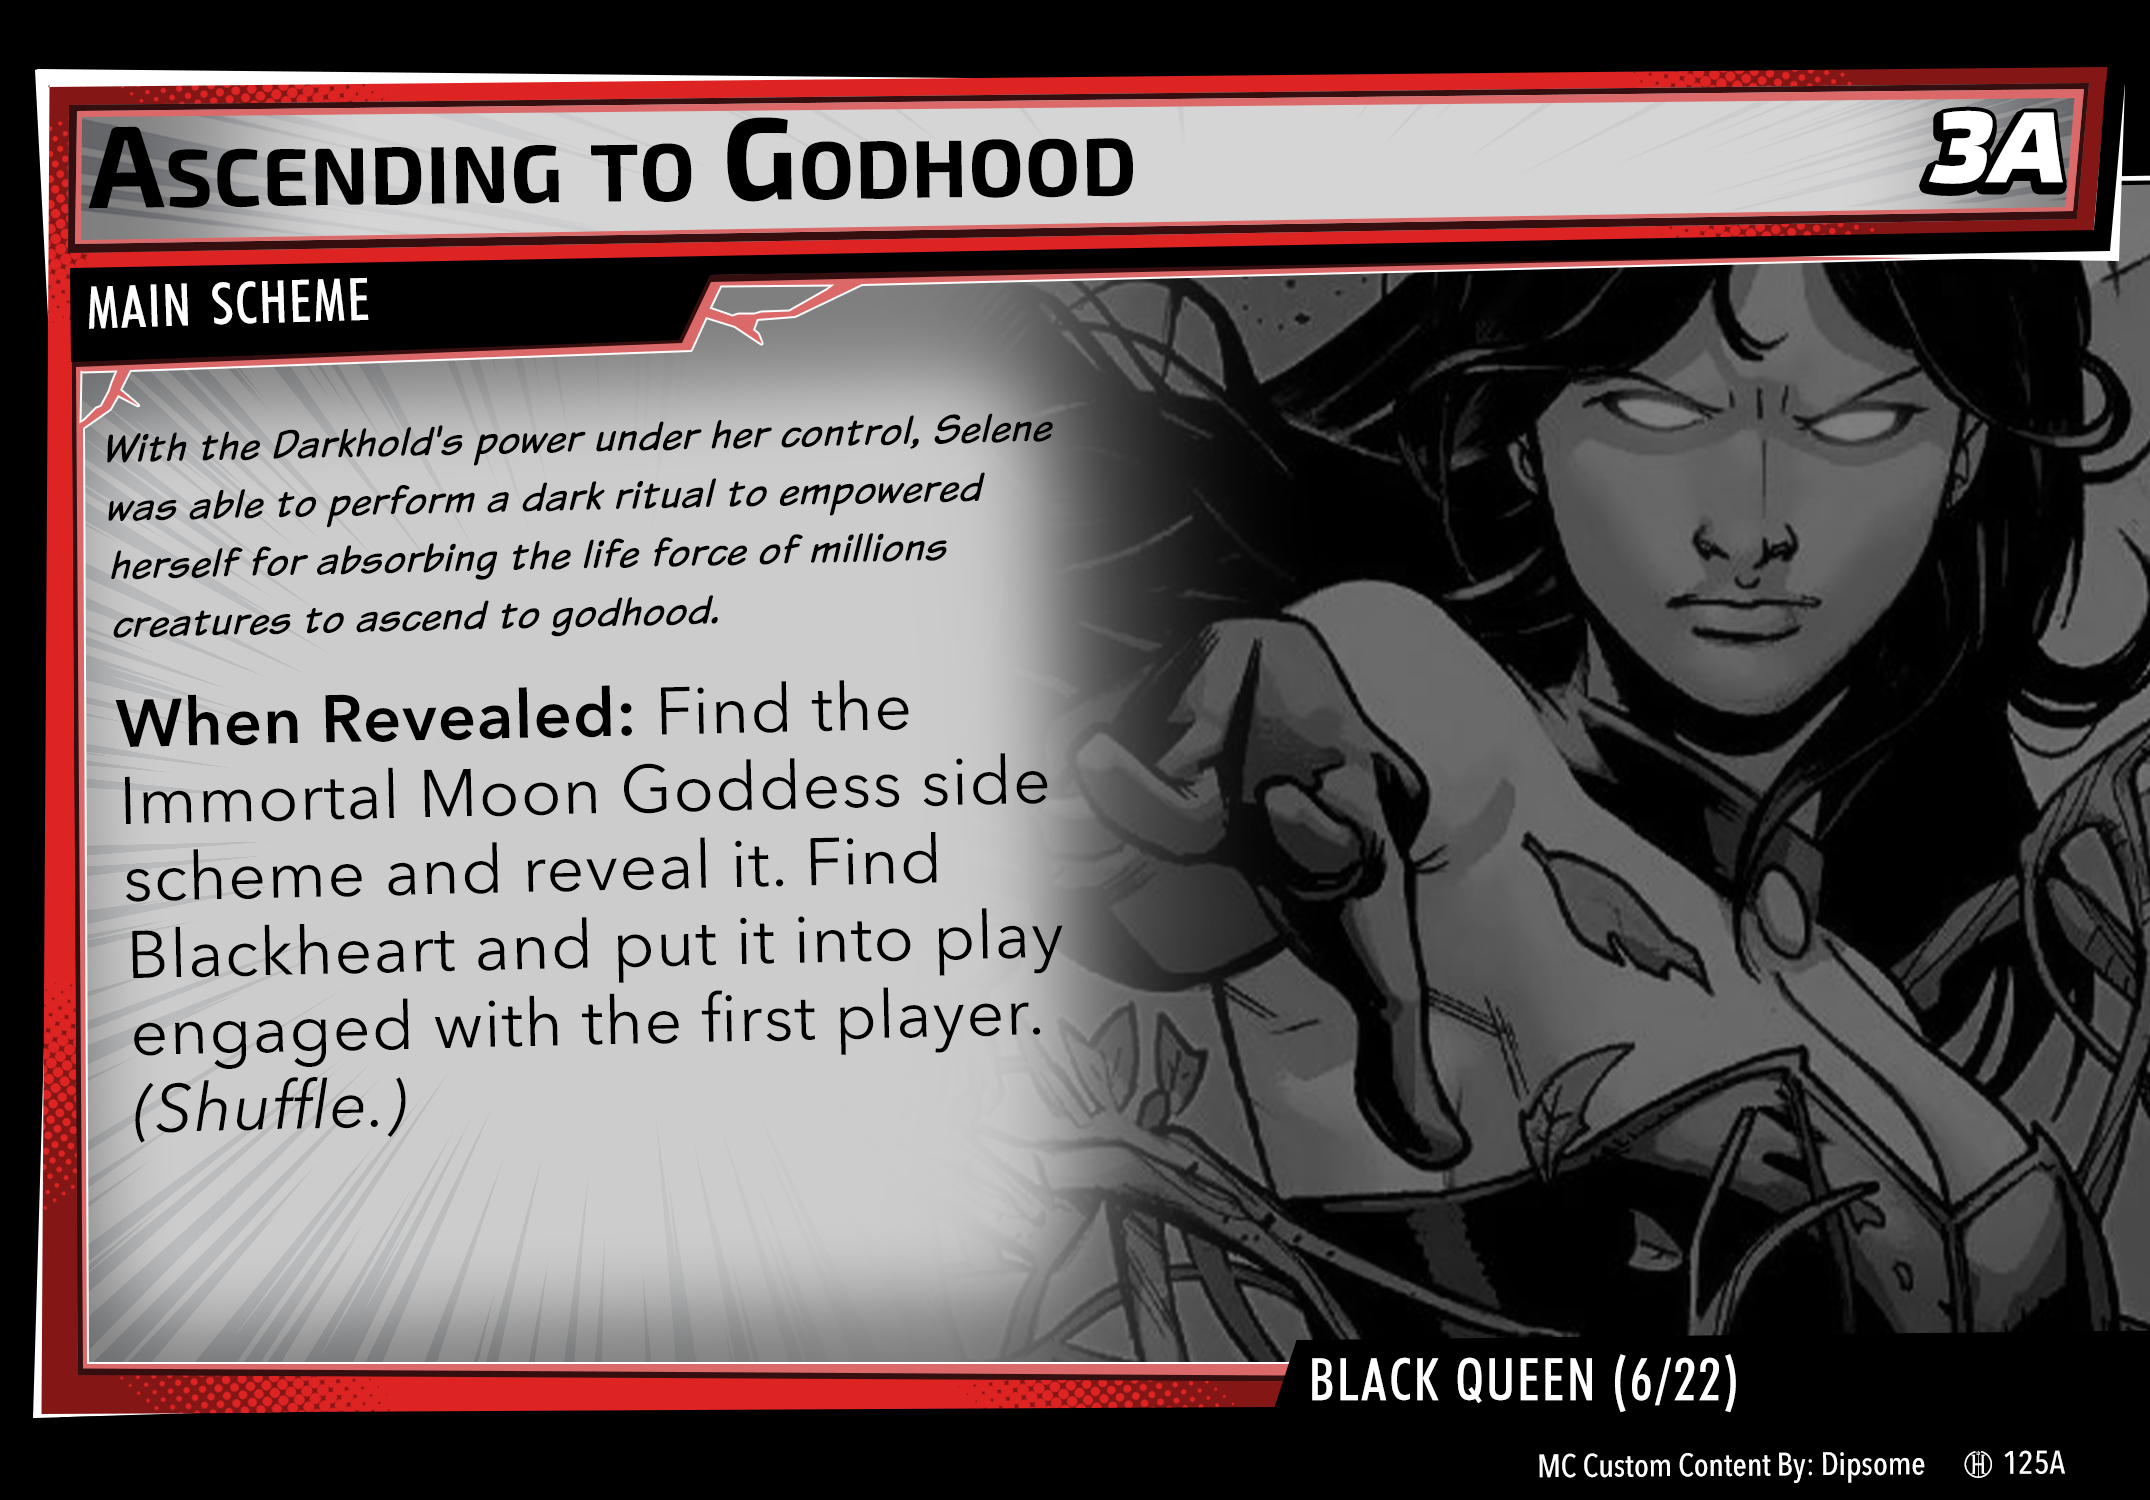 Ascending to Godhood
3A
MAIN SCHEME
With the Darkhold's power under her control, Selene
was able to perform a dark ritual to empowered
herself for absorbing the life force of millions
creatures to ascend to godhood.
When Revealed: Find the
Immortal Moon Goddess side
scheme and reveal it. Find
Blackheart and put it into play
engaged with the first player.
(Shuffle.)
BLACK QUEEN (6/22)
MC Custom Content By: Dipsome
125A